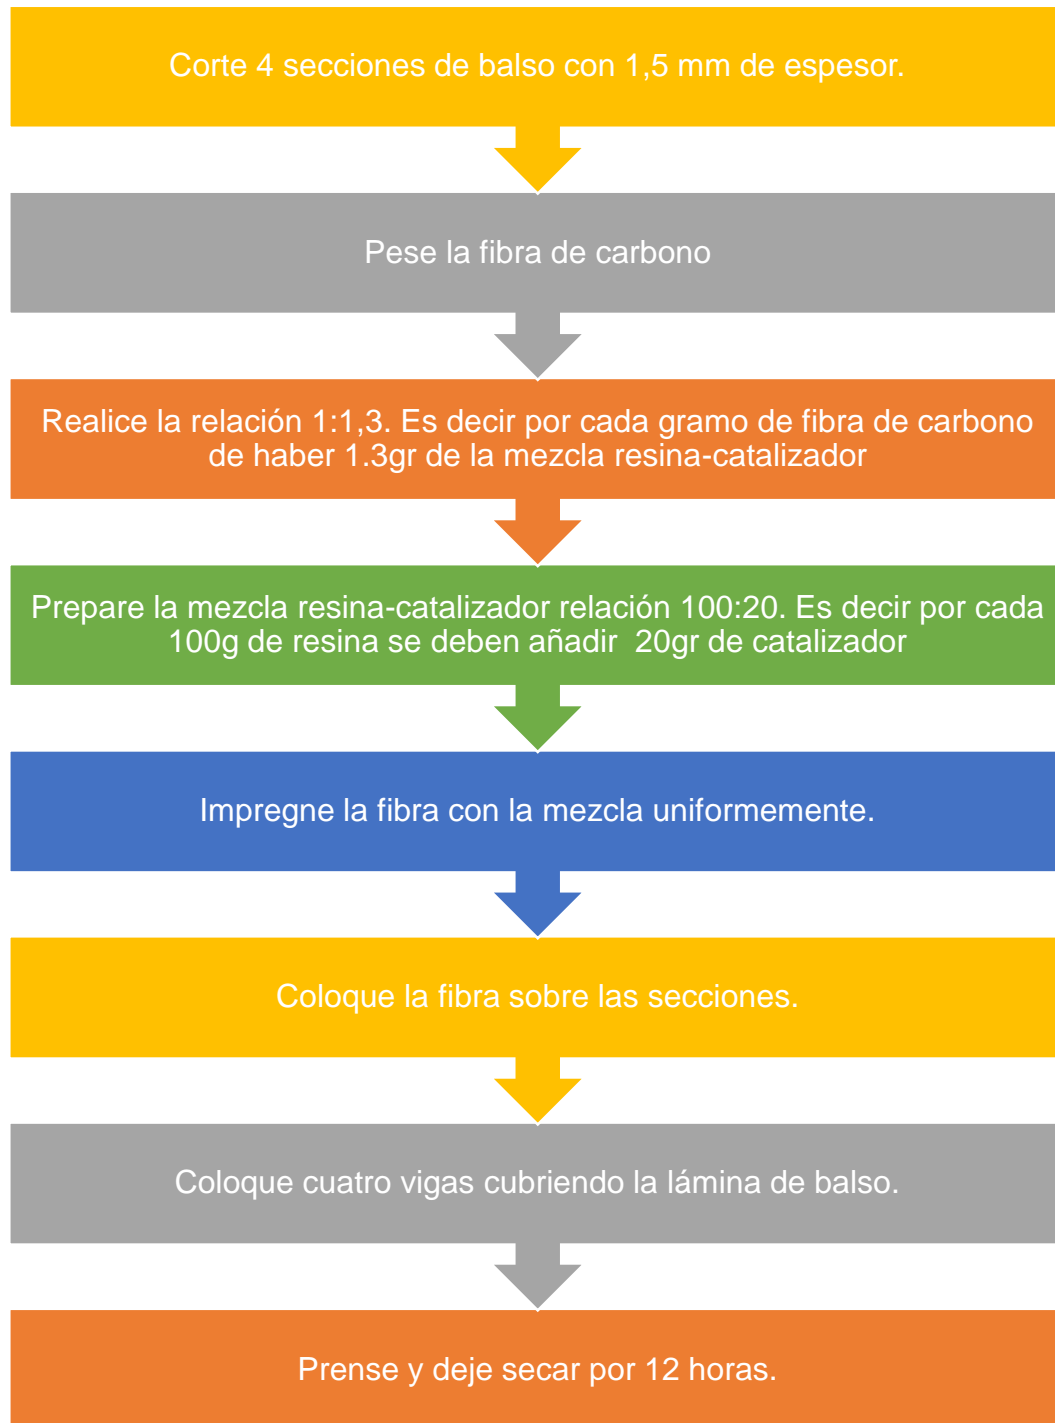 Corte 4 secciones de balso con 1,5 mm de espesor.
Pese la fibra de carbono
Realice la relación 1:1,3. Es decir por cada gramo de fibra de carbono
de haber 1.3gr de la mezcla resina-catalizador
Prepare la mezcla resina-catalizador relación 100:20. Es decir por cada
100g de resina se deben añadir  20gr de catalizador
Impregne la fibra con la mezcla uniformemente.
Coloque la fibra sobre las secciones.
Coloque cuatro vigas cubriendo la lámina de balso.
Prense y deje secar por 12 horas.